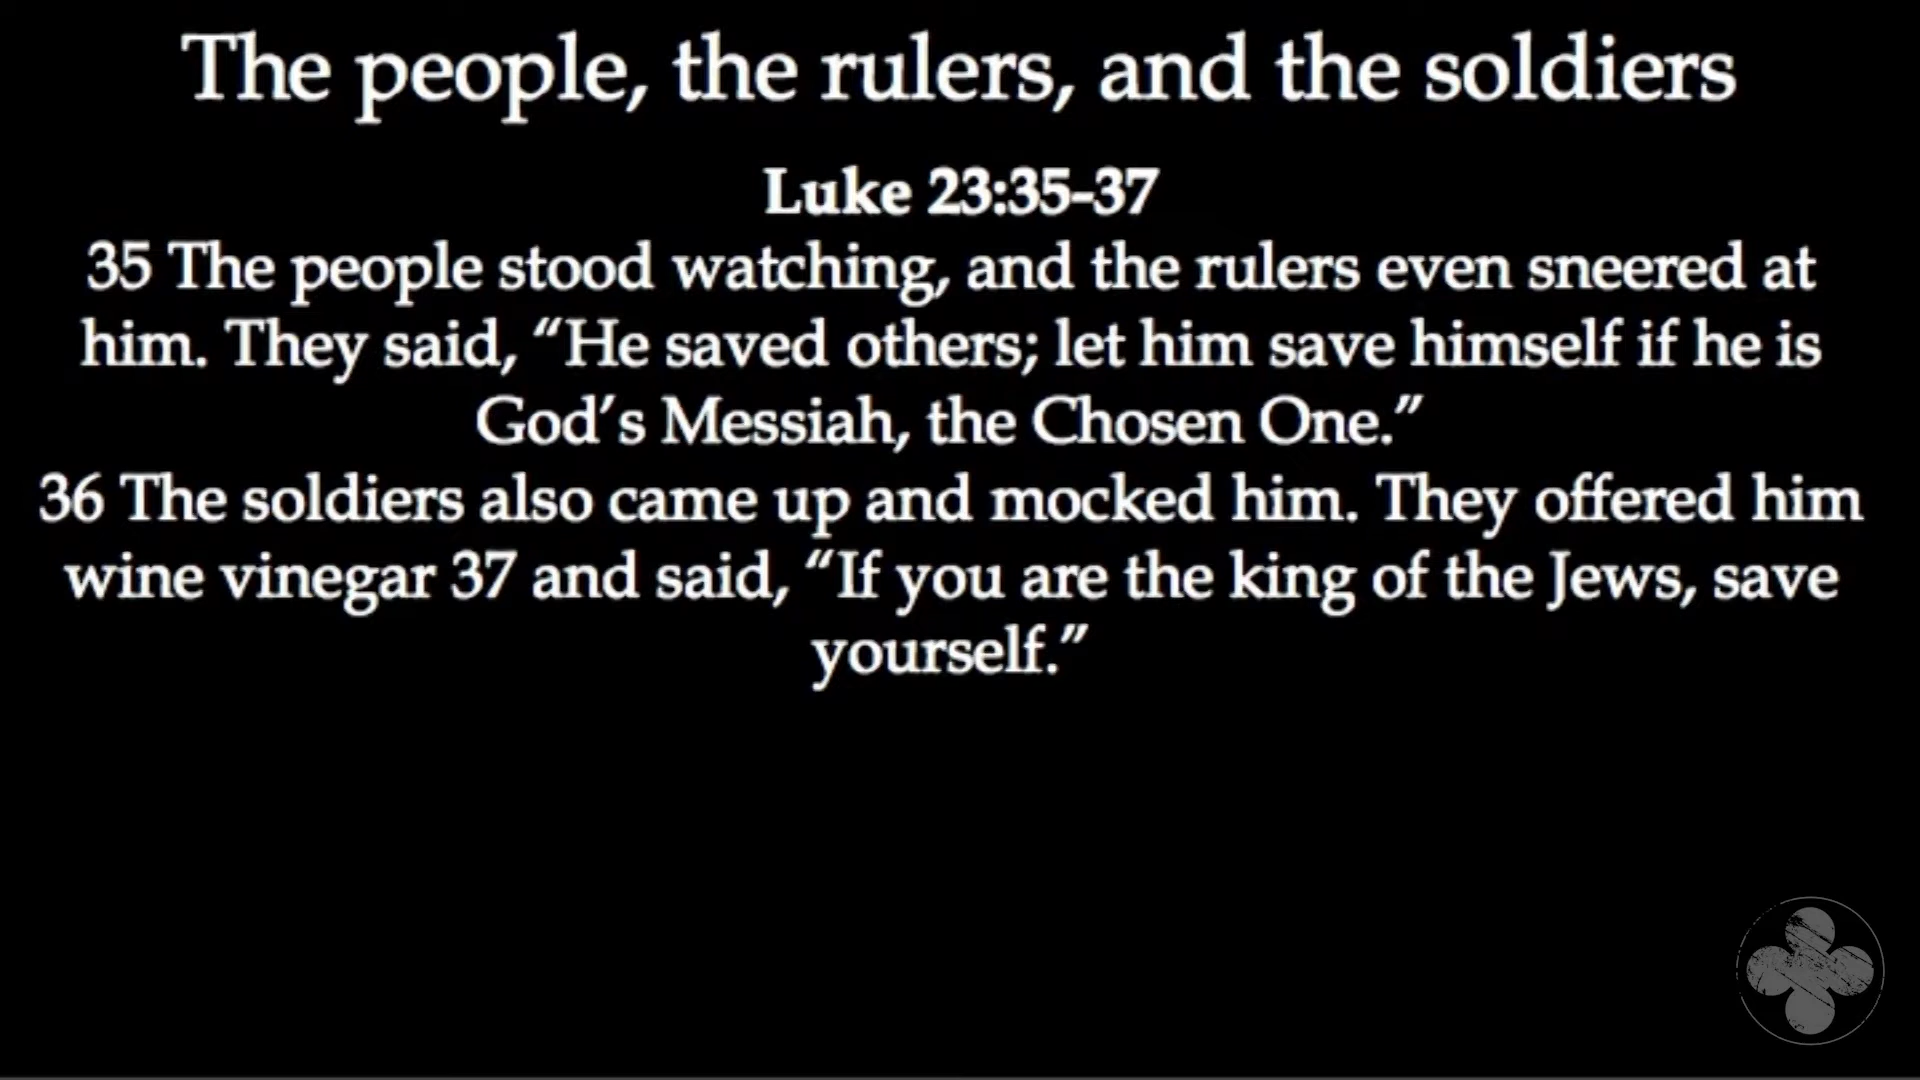 The people, the rulers, and the soldiers
Luke 23:35-37
35 The people stood watching, and the rulers even sneered at
him. They said, “He saved others; let him save himself if he is
God’s Messiah, the Chosen One.”
36 The soldiers also came up and mocked him. They offered him
wine vinegar 37 and said, “If you are the king of the Jews, save
yourself.”